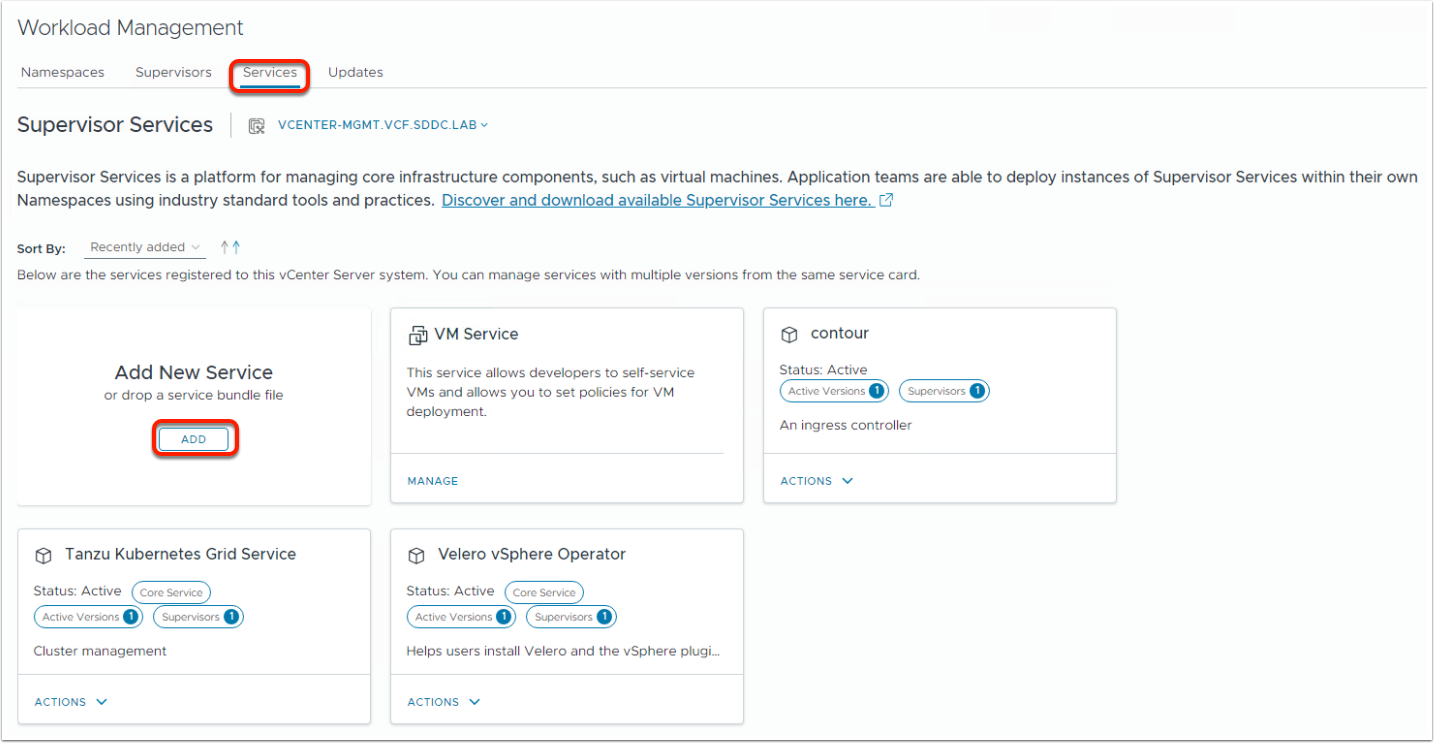 Workload Management
Namespaces Supervisors Services Updates
Supervisor Services VCENTER-MGMT.VCF.SDDC.LAB
Supervisor Services is a platform for managing core infrastructure components, such as virtual machines. Application teams are able to deploy instances of Supervisor Services within their own
Namespaces using industry standard tools and practices. Discover and download available Supervisor Services here.
Sort By: Recently added
Below are the services registered to this vCenter Server system. You can manage services with multiple versions from the same service card.
Add New Service
or drop a service bundle file
ADD
VM Service
This service allows developers to self-service
VMs and allows you to set policies for VM
deployment.
MANAGE
contour
Status: Active
Active Versions 1 Supervisors 1
An ingress controller
ACTIONS
Tanzu Kubernetes Grid Service
Status: Active Core Service
Active Versions 1 Supervisors 1
Cluster management
ACTIONS
Velero vSphere Operator
Status: Active Core Service
Active Versions 1 Supervisors 1
Helps users install Velero and the vSphere plugi...
ACTIONS